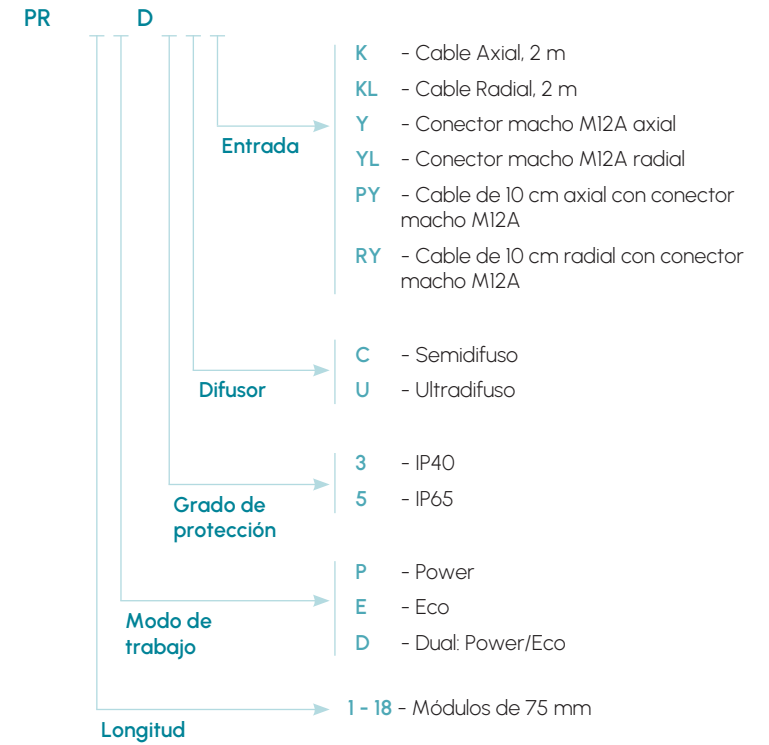 PR D
K - Cable Axial, 2 m
KL - Cable Radial, 2 m
Y - Conector macho M12A axial
Entrada
YL - Conector macho M12A radial
PY - Cable de 10 cm axial con conector
macho M12A
RY - Cable de 10 cm radial con conector
macho M12A
C - Semidifuso
Difusor
U - Ultradifuso
3 - IP40
5 - IP65
Grado de
protección
P - Power
E - Eco
Modo de
trabajo
D - Dual: Power/Eco
1 - 18 - Módulos de 75 mm
Longitud